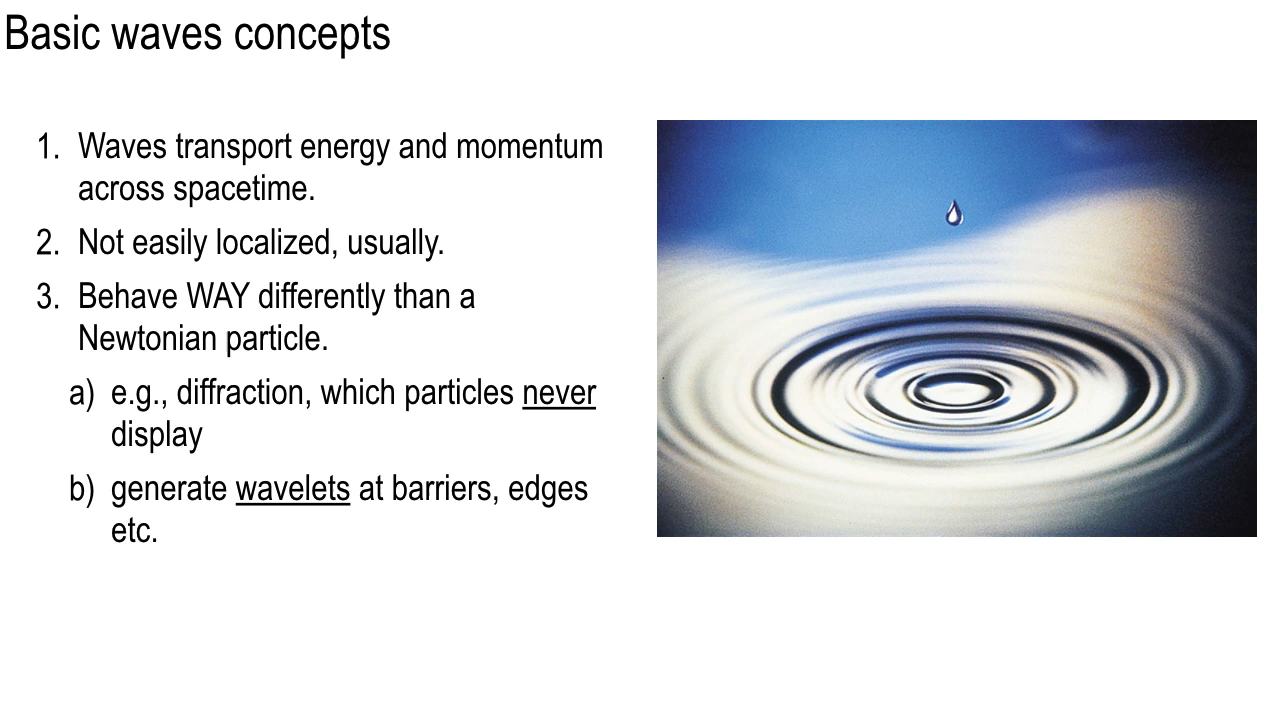 Basic waves concepts
1. Waves transport energy and momentum
across spacetime.
2. Not easily localized, usually.
3. Behave WAY differently than a
Newtonian particle.
a) e.g., diffraction, which particles never
display
b) generate wavelets at barriers, edges
etc.